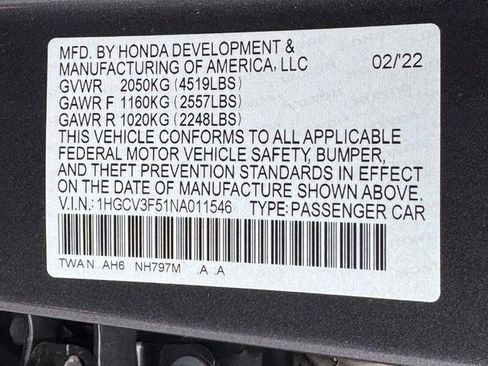 MFD. BY HONDA DEVELOPMENT &
MANUFACTURING OF AMERICA, LLC 02/'22
GVWR 2050KG (4519LBS)
GAWR F 1160KG (2557LBS)
GAWR R 1020KG (2248LBS)
THIS VEHICLE CONFORMS TO ALL APPLICABLE
FEDERAL MOTOR VEHICLE SAFETY, BUMPER,
AND THEFT PREVENTION STANDARDS IN EFFECT
ON THE DATE OF MANUFACTURE SHOWN ABOVE.
V.I.N.: 1HGCV3F51NA011546 TYPE: PASSENGER CAR
TWA N AH6 NH797M .A .A